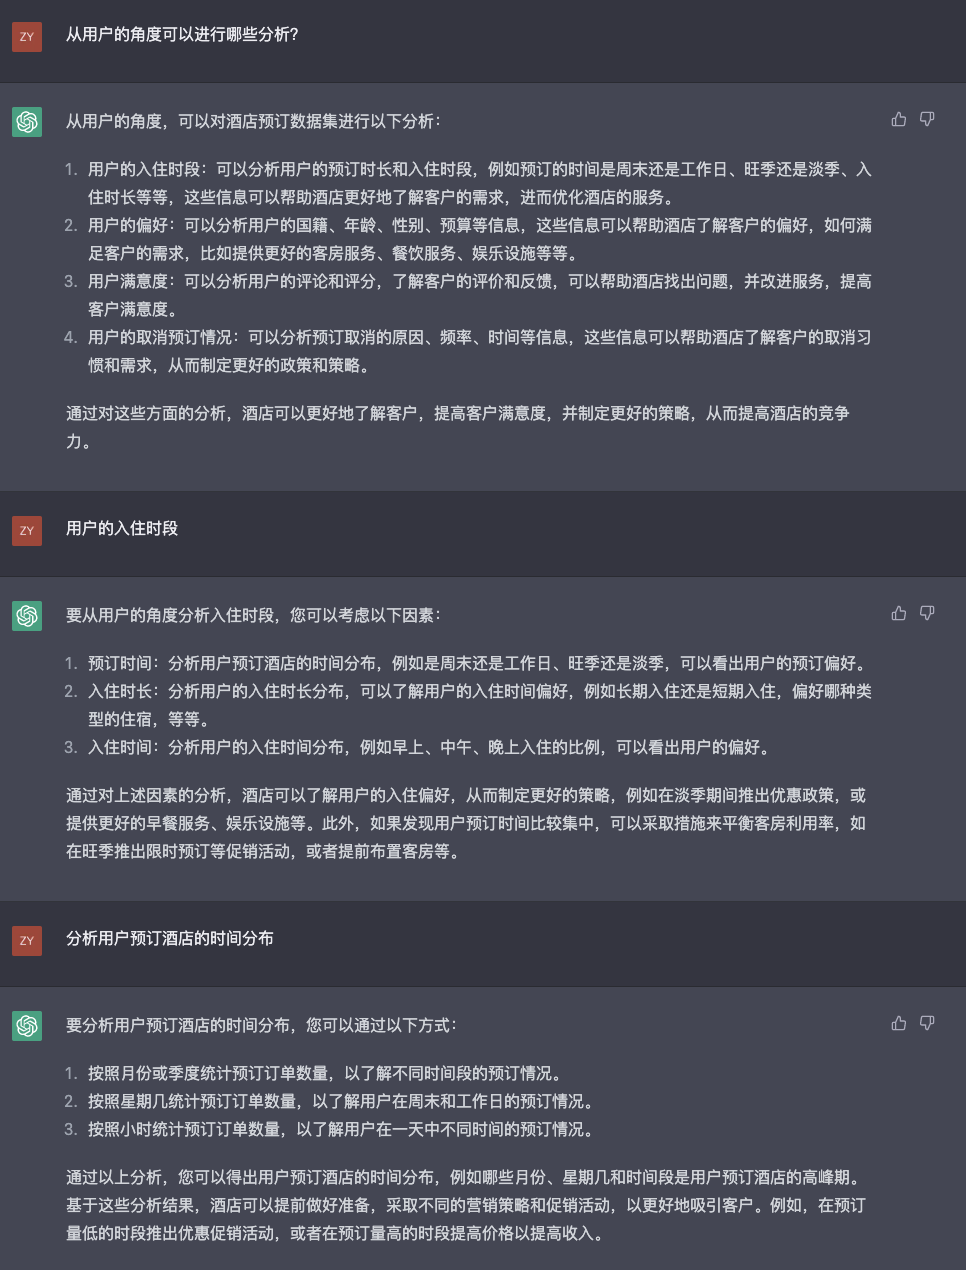 ZY
从用户的角度可以进行哪些分析？
从用户的角度，可以对酒店预订数据集进行以下分析：
1. 用户的入住时段：可以分析用户的预订时长和入住时段，例如预订的时间是周末还是工作日、旺季还是淡季、入
住时长等等，这些信息可以帮助酒店更好地了解客户的需求，进而优化酒店的服务。
2. 用户的偏好：可以分析用户的国籍、年龄、性别、预算等信息，这些信息可以帮助酒店了解客户的偏好，如何满
足客户的需求，比如提供更好的客房服务、餐饮服务、娱乐设施等等。
3. 用户满意度：可以分析用户的评论和评分，了解客户的评价和反馈，可以帮助酒店找出问题，并改进服务，提高
客户满意度。
4. 用户的取消预订情况：可以分析预订取消的原因、频率、时间等信息，这些信息可以帮助酒店了解客户的取消习
惯和需求，从而制定更好的政策和策略。
通过对这些方面的分析，酒店可以更好地了解客户，提高客户满意度，并制定更好的策略，从而提高酒店的竞争
力。
ZY
用户的入住时段
要从用户的角度分析入住时段，您可以考虑以下因素：
1. 预订时间：分析用户预订酒店的时间分布，例如是周末还是工作日、旺季还是淡季，可以看出用户的预订偏好。
2. 入住时长：分析用户的入住时长分布，可以了解用户的入住时间偏好，例如长期入住还是短期入住，偏好哪种类
型的住宿，等等。
3. 入住时间：分析用户的入住时间分布，例如早上、中午、晚上入住的比例，可以看出用户的偏好。
通过对上述因素的分析，酒店可以了解用户的入住偏好，从而制定更好的策略，例如在淡季期间推出优惠政策，或
提供更好的早餐服务、娱乐设施等。此外，如果发现用户预订时间比较集中，可以采取措施来平衡客房利用率，如
在旺季推出限时预订等促销活动，或者提前布置客房等。
ZY
分析用户预订酒店的时间分布
要分析用户预订酒店的时间分布，您可以通过以下方式：
1. 按照月份或季度统计预订订单数量，以了解不同时间段的预订情况。
2. 按照星期几统计预订订单数量，以了解用户在周末和工作日的预订情况。
3. 按照小时统计预订订单数量，以了解用户在一天中不同时间的预订情况。
通过以上分析，您可以得出用户预订酒店的时间分布，例如哪些月份、星期几和时间段是用户预订酒店的高峰期。
基于这些分析结果，酒店可以提前做好准备，采取不同的营销策略和促销活动，以更好地吸引客户。例如，在预订
量低的时段推出优惠促销活动，或者在预订量高的时段提高价格以提高收入。